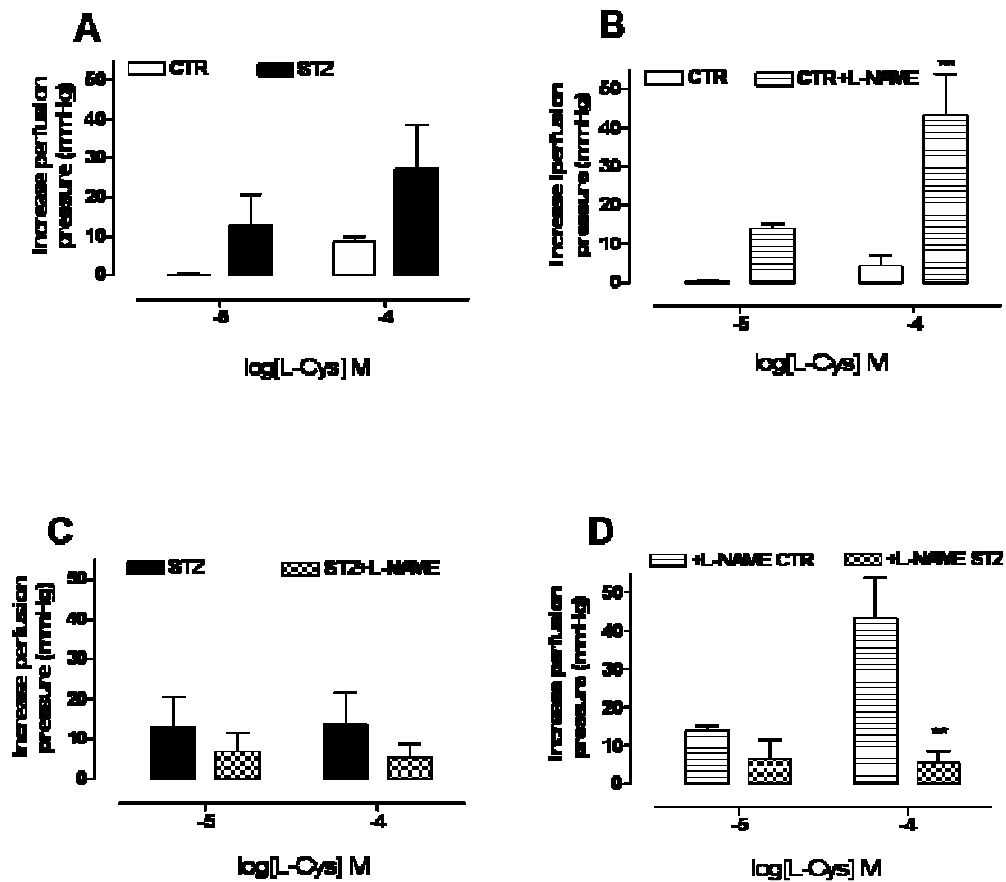 A
CTR STZ
Increase perfusion
pressure (mmHg)
50
40
30
20
10
0
-5 -4
log[L-Cys] M
B
CTR CTR+L-NAME
**
Increase lperfusion
pressure (mmHg)
50
40
30
20
10
0
-5 -4
log[L-Cys] M
C
STZ STZ+L-NAME
Increase perfusion
pressure (mmHg)
50
40
30
20
10
0
-5 -4
log[L-Cys] M
D
+L-NAME CTR +L-NAME STZ
Increase perfusion
pressure (mmHg)
50
40
30
20
10
0
**
-5 -4
log[L-Cys] M